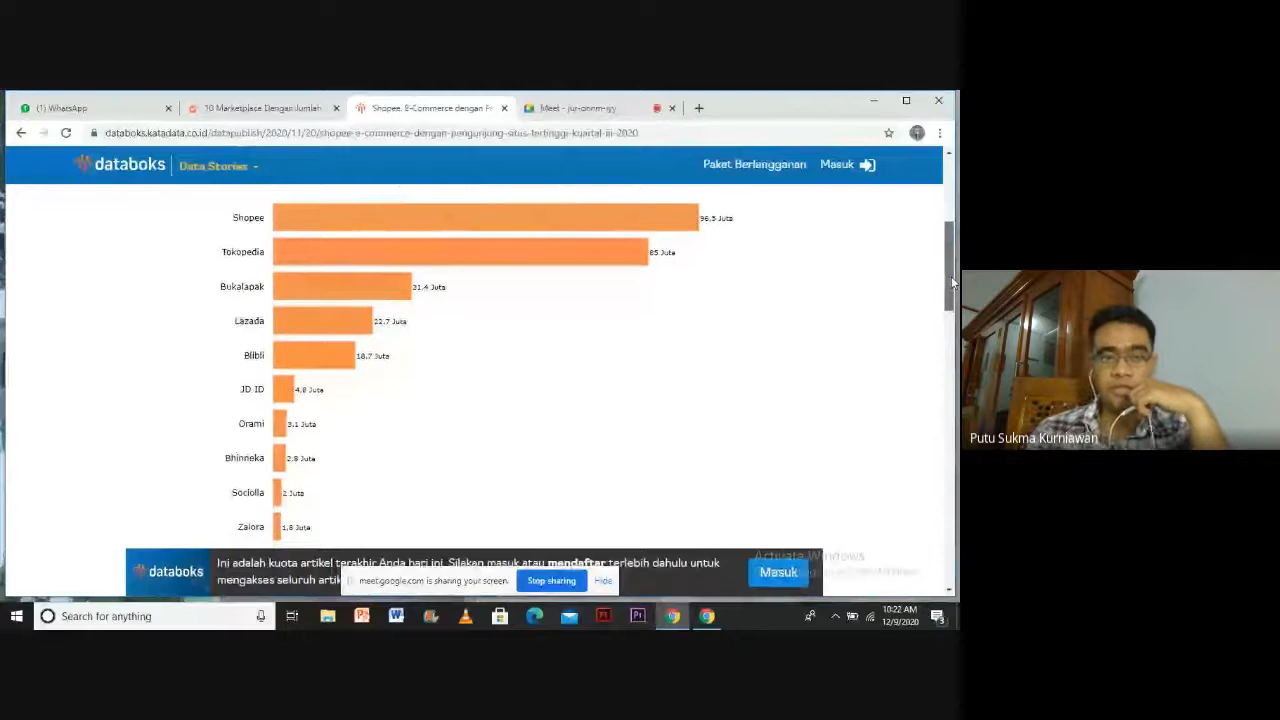 (1) WhatsApp
10 Marketplace Dengan Jumlah
Shopee, E-Commerce dengan Pe
Meet - jur-
databoks.katadata.co.id/datapublish/2020/11/20/shopee-e-commerce-dengan-pengunjung-situs-tertinggi-kuartal-iii-2020
databoks
Data Stories
Paket Berlangganan
Masuk
Shopee
96,5 Juta
Tokopedia
85 Juta
Bukalapak
31,4 Juta
Lazada
22,7 Juta
Blibli
18,7 Juta
JD ID
4,8 Juta
Orami
3,1 Juta
Bhinneka
2,8 Juta
Sociolla
2 Juta
Zalora
1,8 Juta
databoks
Ini adalah kuota artikel terakhir Anda hari ini. Silakan masuk atau mendaftar terlebih dahulu untuk
mengakses seluruh artik
Masuk
Activate Windows
meet.google.com is sharing your screen.
Stop sharing
Hide
Search for anything
10:22 AM
12/9/2020
3
Putu Sukma Kurniawan